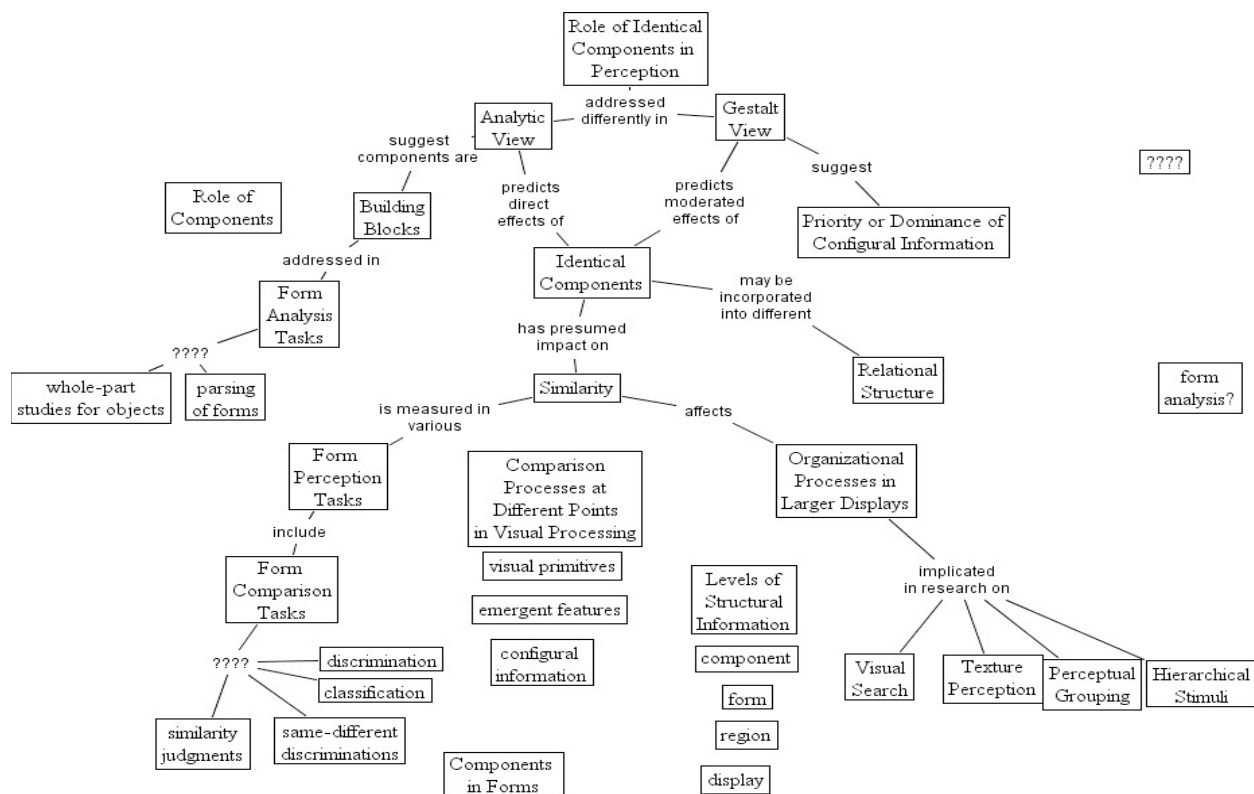 Role of Identical
Components in
Perception
addressed
differently in
Analytic
View
Gestalt
View
suggest
components are
suggest
????
predicts
direct
effects of
predicts
moderated
effects of
Role of
Components
Building
Blocks
Priority or Dominance of
Configural Information
addressed in
Identical
Components
Form
Analysis
Tasks
may be
incorporated
into different
has presumed
impact on
????
whole-part
studies for objects
parsing
of forms
Similarity
Relational
Structure
form
analysis?
is measured in
various
affects
Form
Perception
Tasks
Comparison
Processes at
Different Points
in Visual Processing
Organizational
Processes in
Larger Displays
include
visual primitives
Form
Comparison
Tasks
implicated
in research on
Levels of
Structural
Information
emergent features
configural
information
component
????
discrimination
classification
Visual
Search
Texture
Perception
Perceptual
Grouping
Hierarchical
Stimuli
form
similarity
judgments
same-different
discriminations
region
Components
in Forms
display